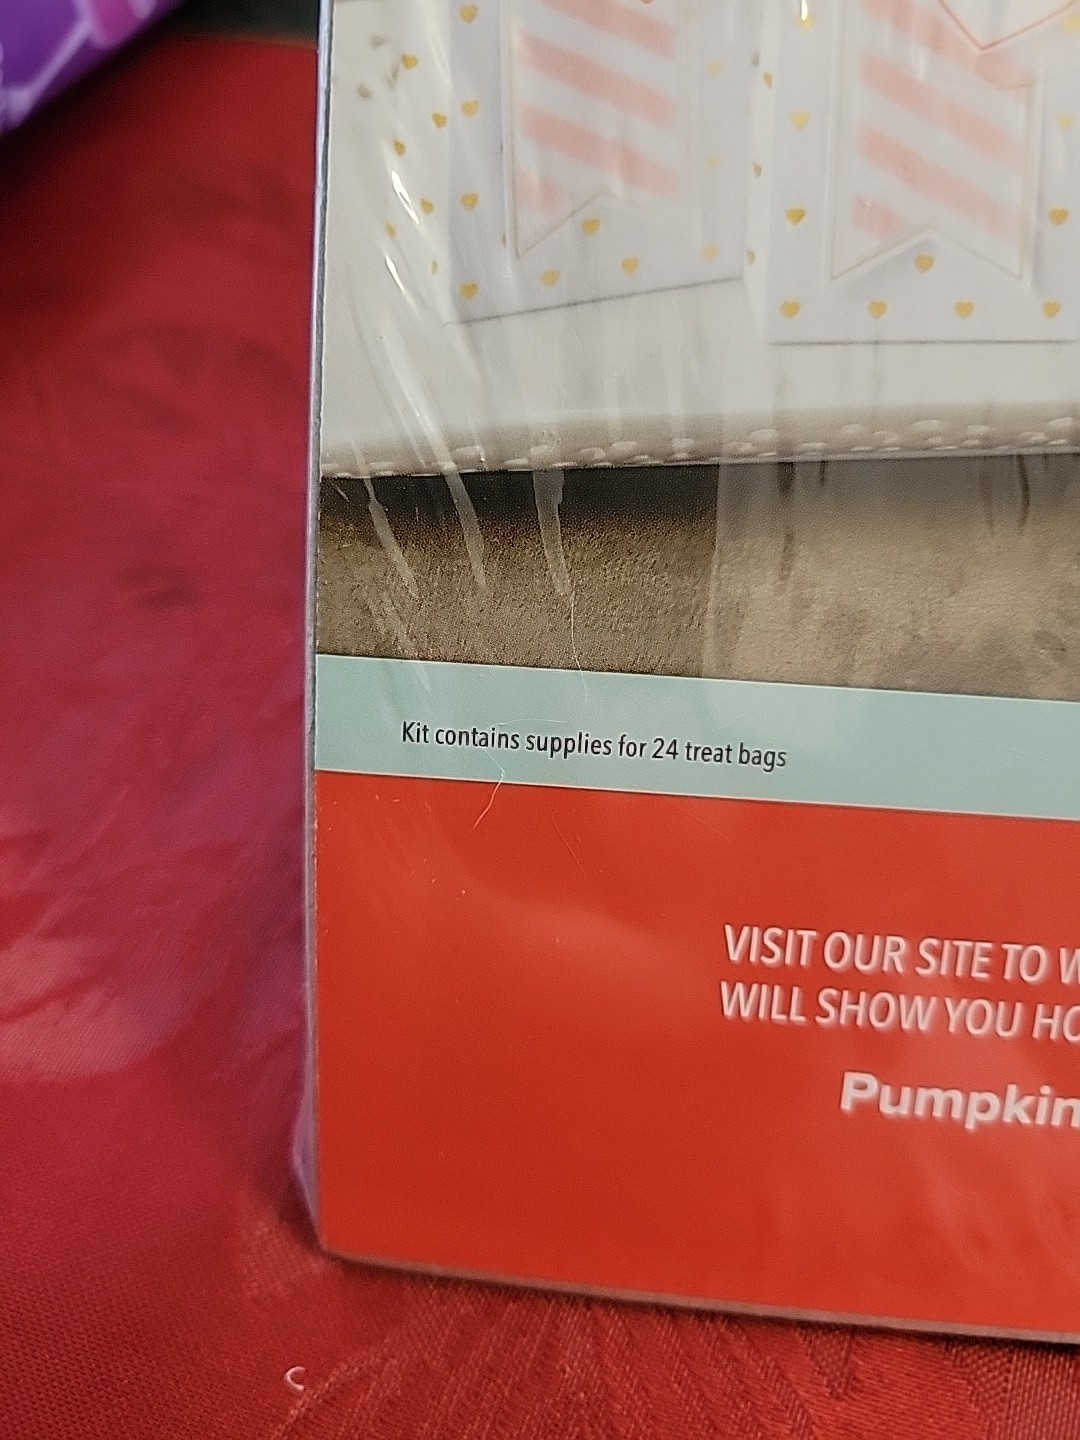 Kit contains supplies for 24 treat bags
VISIT OUR SITE TO
WILL SHOW YOU
Pumpkin